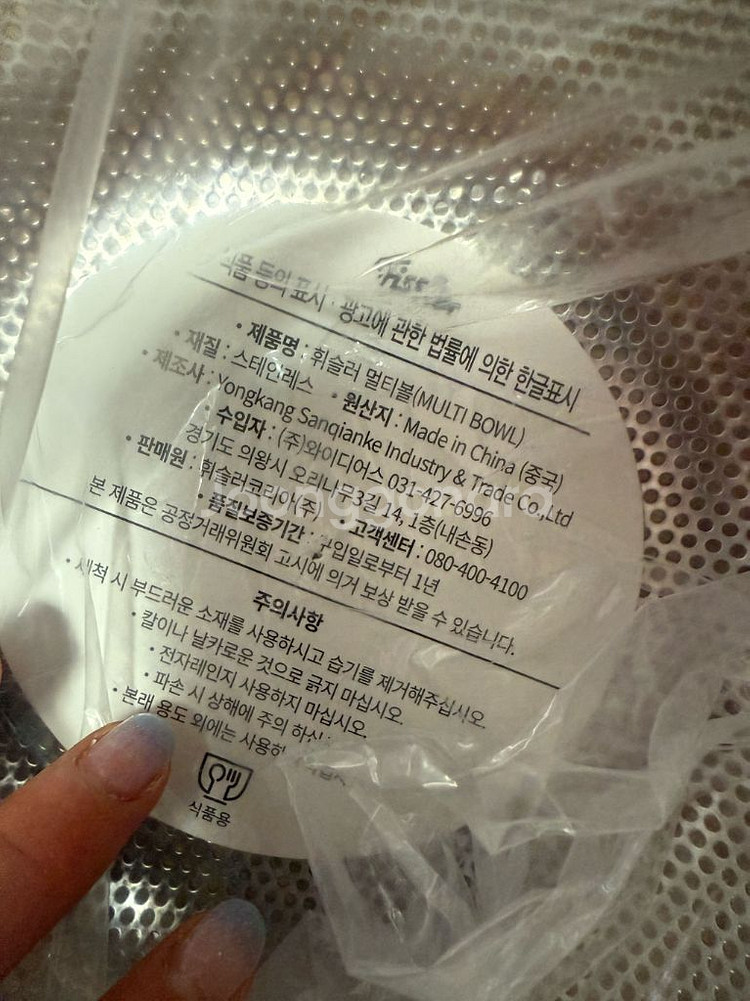 식품 등의 표시 · 광고에 관한 법률에 의한 한글표시
• 제품명 : 휘슬러 멀티볼(MULTI BOWL)
• 재질 : 스테인레스 • 원산지 : Made in China (중국)
• 제조사 : Yongkang Sanqianke Industry & Trade Co.,Ltd
• 수입자 : (주)와이디어스 031-427-6996
경기도 의왕시 오리나무3길 14, 1층(내손동)
• 판매원 : 휘슬러코리아(주) • 고객센터 : 080-400-4100
• 품질보증기간 : 구입일로부터 1년
본 제품은 공정거래위원회 고시에 의거 보상 받을 수 있습니다.
주의사항
• 세척 시 부드러운 소재를 사용하시고 습기를 제거해주십시오.
• 칼이나 날카로운 것으로 긁지 마십시오.
• 전자레인지 사용하지 마십시오.
• 파손 시 상해에 주의
• 본래 용도 외에는
식품용